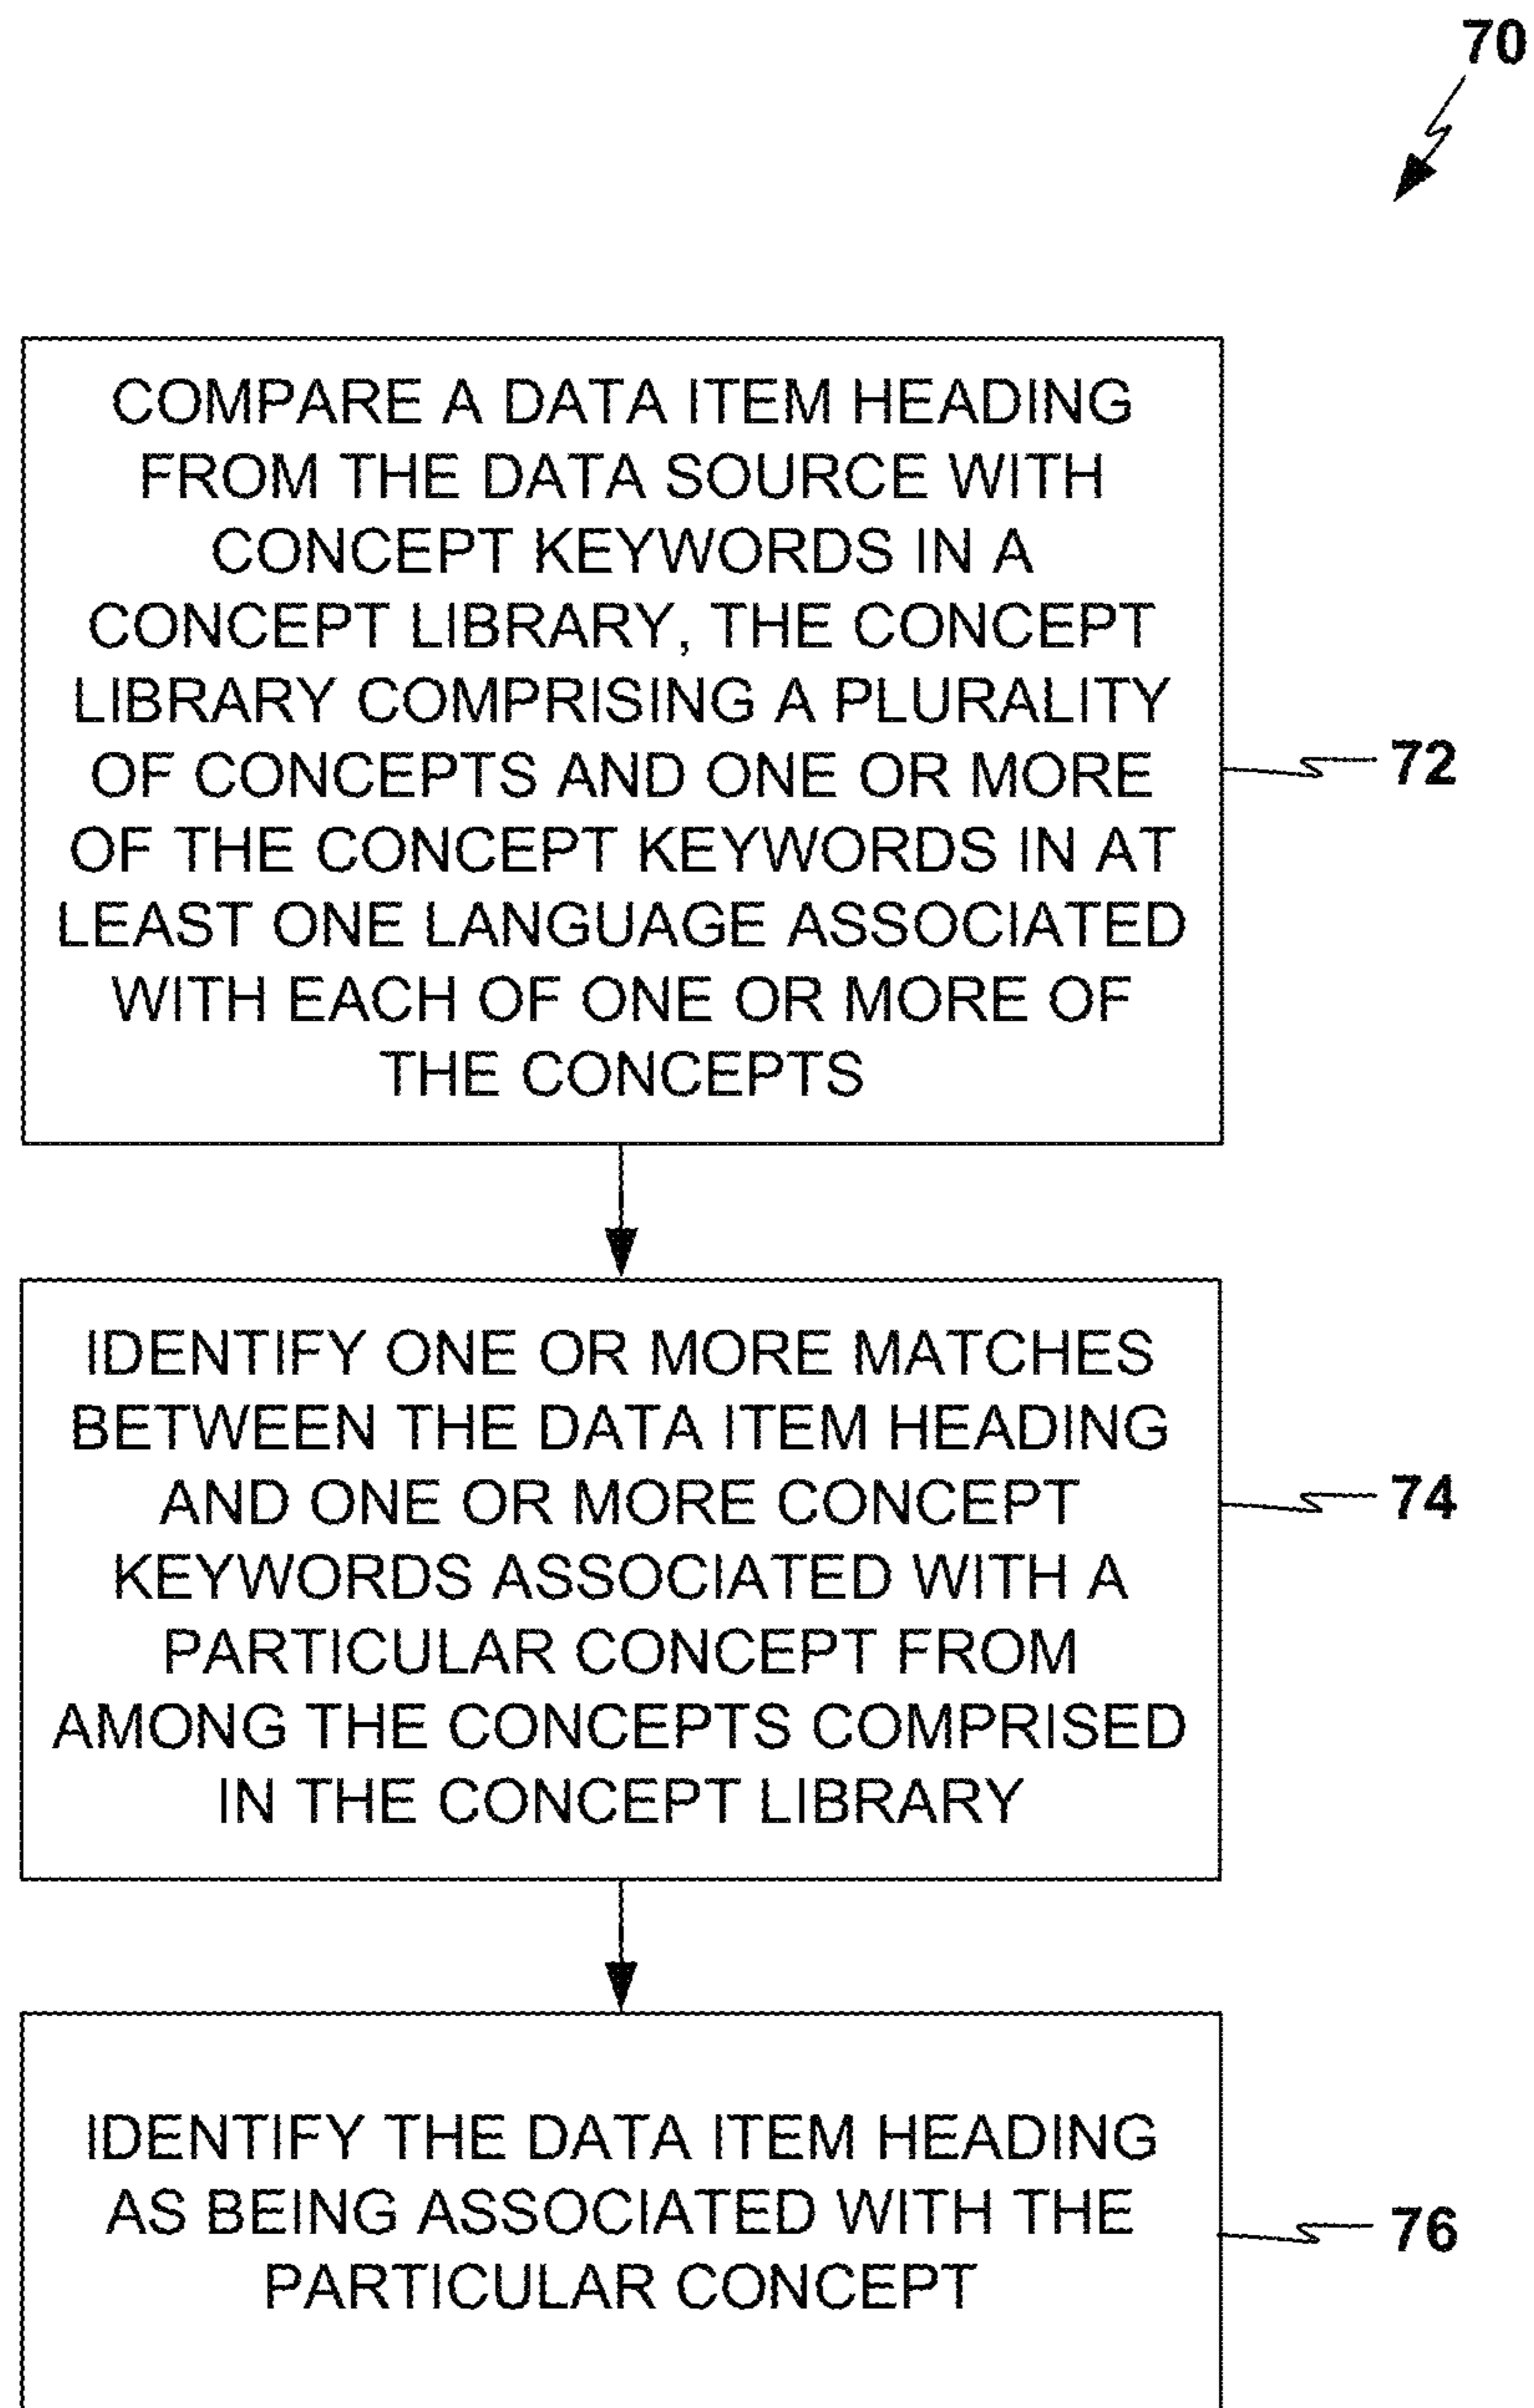 70
COMPARE A DATA ITEM HEADING
FROM THE DATA SOURCE WITH
CONCEPT KEYWORDS IN A
CONCEPT LIBRARY, THE CONCEPT
LIBRARY COMPRISING A PLURALITY
OF CONCEPTS AND ONE OR MORE
OF THE CONCEPT KEYWORDS IN AT
LEAST ONE LANGUAGE ASSOCIATED
WITH EACH OF ONE OR MORE OF
THE CONCEPTS
72
IDENTIFY ONE OR MORE MATCHES
BETWEEN THE DATA ITEM HEADING
AND ONE OR MORE CONCEPT
KEYWORDS ASSOCIATED WITH A
PARTICULAR CONCEPT FROM
AMONG THE CONCEPTS COMPRISED
IN THE CONCEPT LIBRARY
74
IDENTIFY THE DATA ITEM HEADING
AS BEING ASSOCIATED WITH THE
PARTICULAR CONCEPT
76